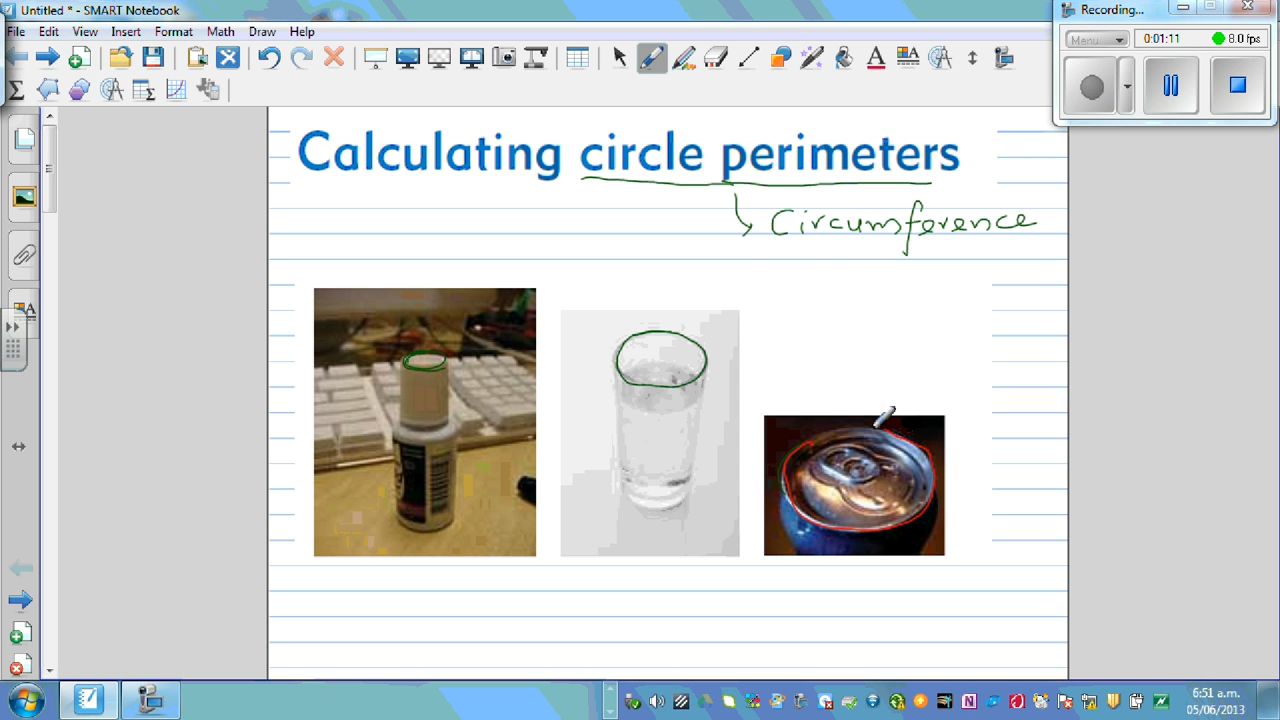 Untitled * - SMART Notebook
Recording...
File Edit View Insert Format Math Draw Help
Menu
0:01:11
8.0 fps
Calculating circle perimeters
Circumference
6:51 a.m.
05/06/2013